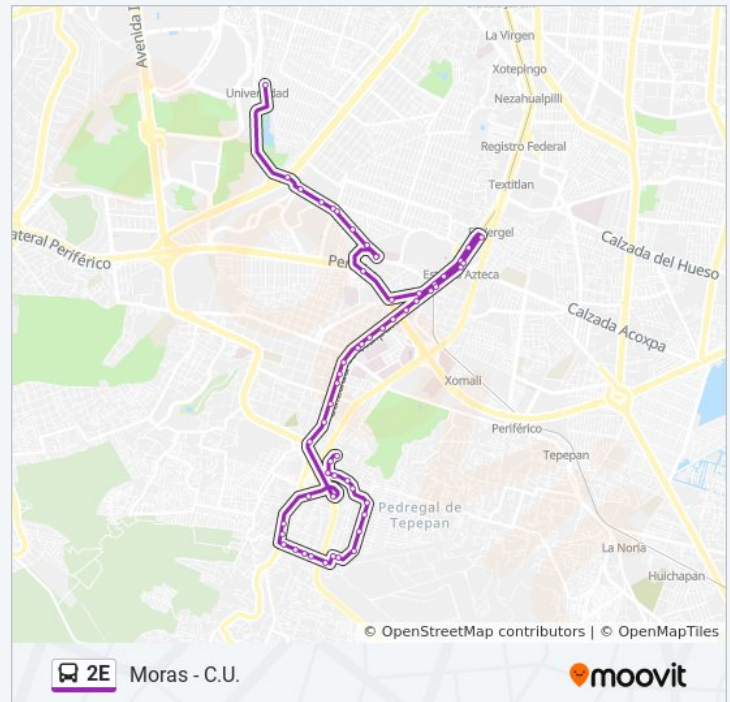 Avenida I
La Virgen
Xotepingo
Universidad
Nezahualpilli
Registro Federal
Textitlan
ateral Periférico
Calzada del Hueso
Azteca
Calzada Acoxpa
Xomali
Periférico
Tepepan
Pedregal de
Tepepan
La Noria
Huichapan
© OpenStreetMap contributors | © OpenMapTiles
2E Moras - C.U.
moovit